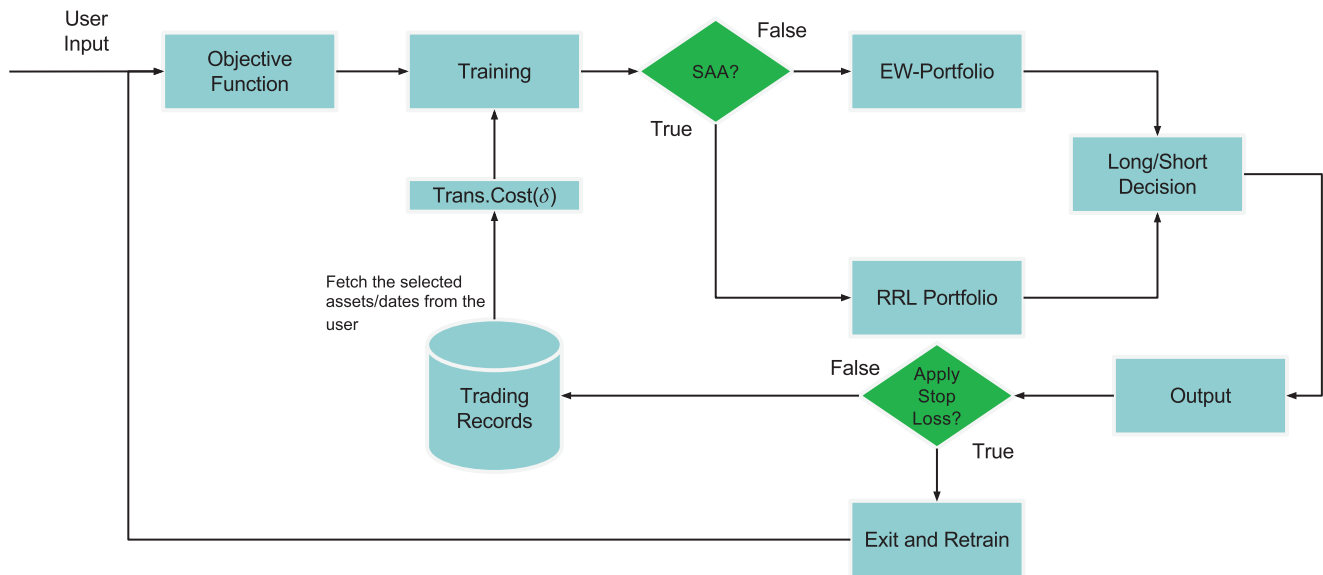 User
Input
Objective
Function
Training
SAA?
False
True
EW-Portfolio
Long/Short
Decision
Trans.Cost(δ)
Fetch the selected
assets/dates from the
user
RRL Portfolio
Trading
Records
False
Apply
Stop
Loss?
True
Output
Exit and Retrain